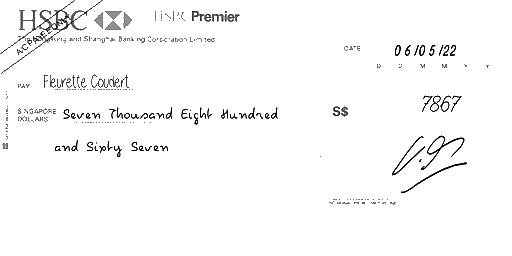 HSBC HSBC Premier
The Hongkong and Shanghai Banking Corporation Limited
A/C PAYEE ONLY
DATE 06/05/22
D D M M Y Y
PAY Fleurette Coudert
SINGAPORE DOLLARS Seven Thousand Eight Hundred
S$ 7867
and Sixty Seven